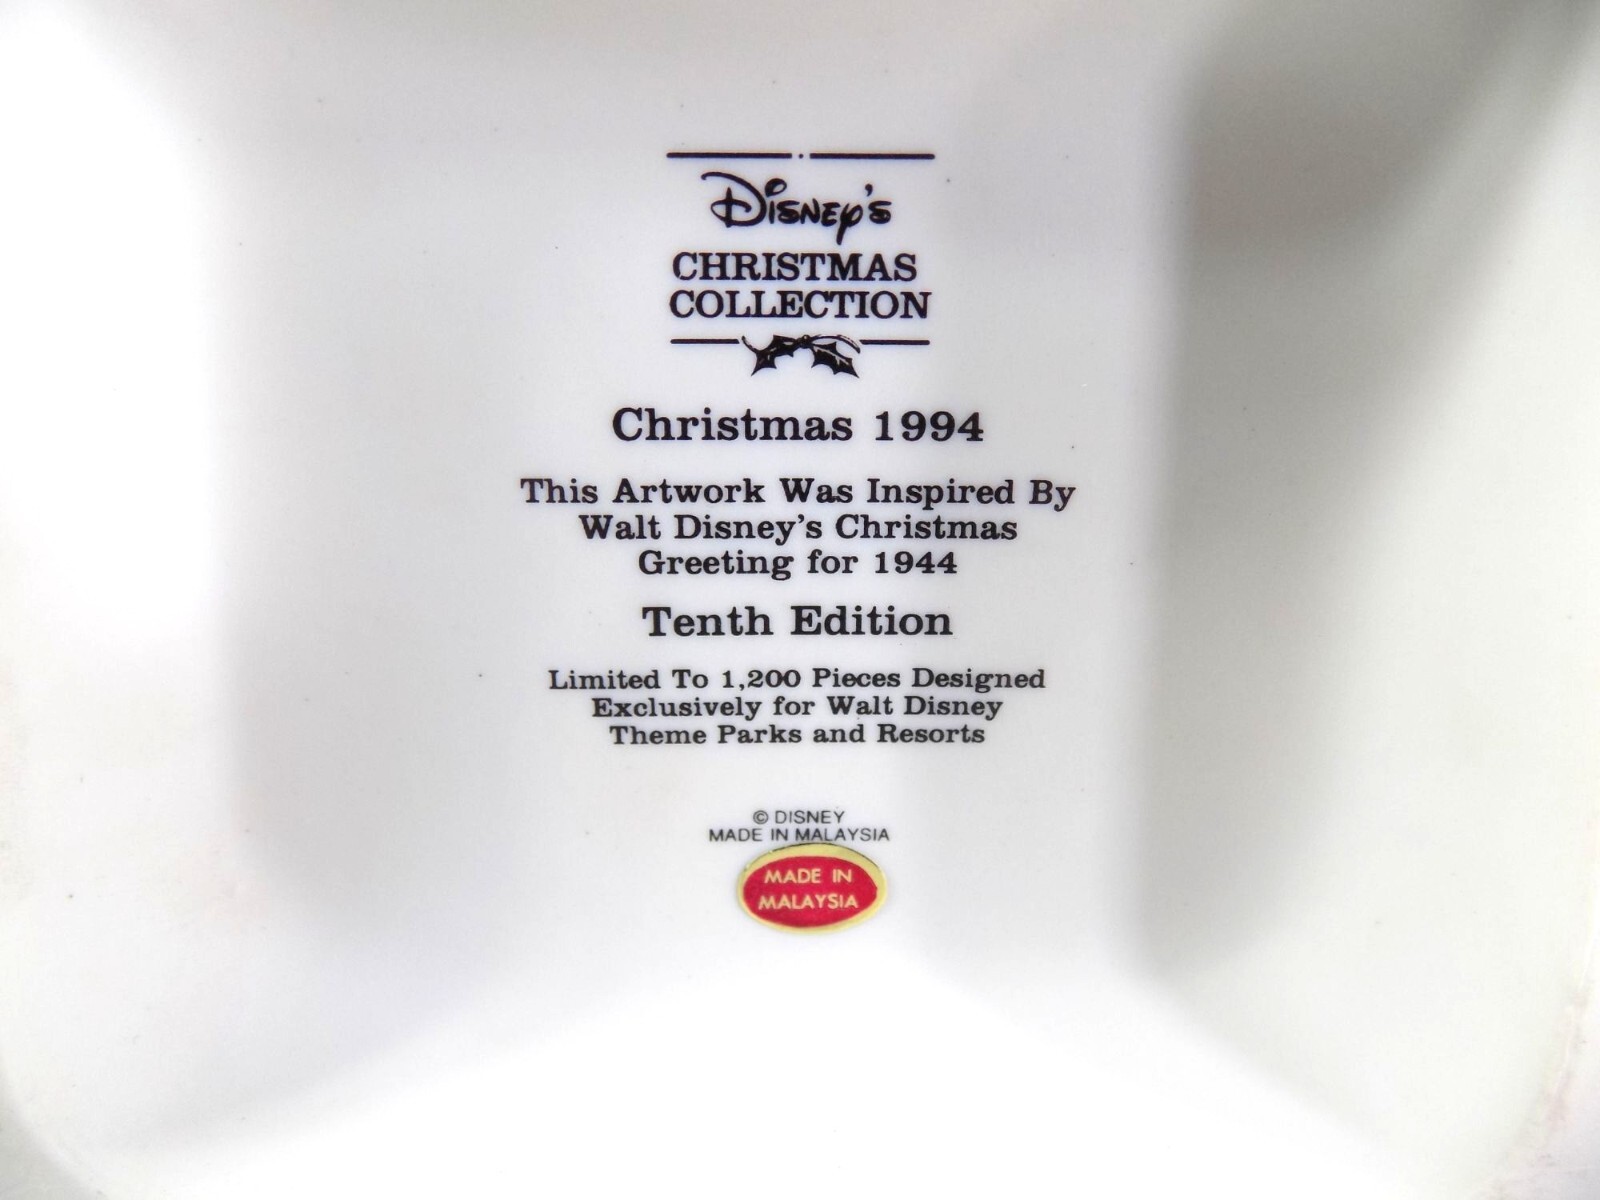 Disney's
CHRISTMAS
COLLECTION
Christmas 1994
This Artwork Was Inspired By
Walt Disney's Christmas
Greeting for 1944
Tenth Edition
Limited To 1,200 Pieces Designed
Exclusively for Walt Disney
Theme Parks and Resorts
© DISNEY
MADE IN MALAYSIA
MADE IN
MALAYSIA